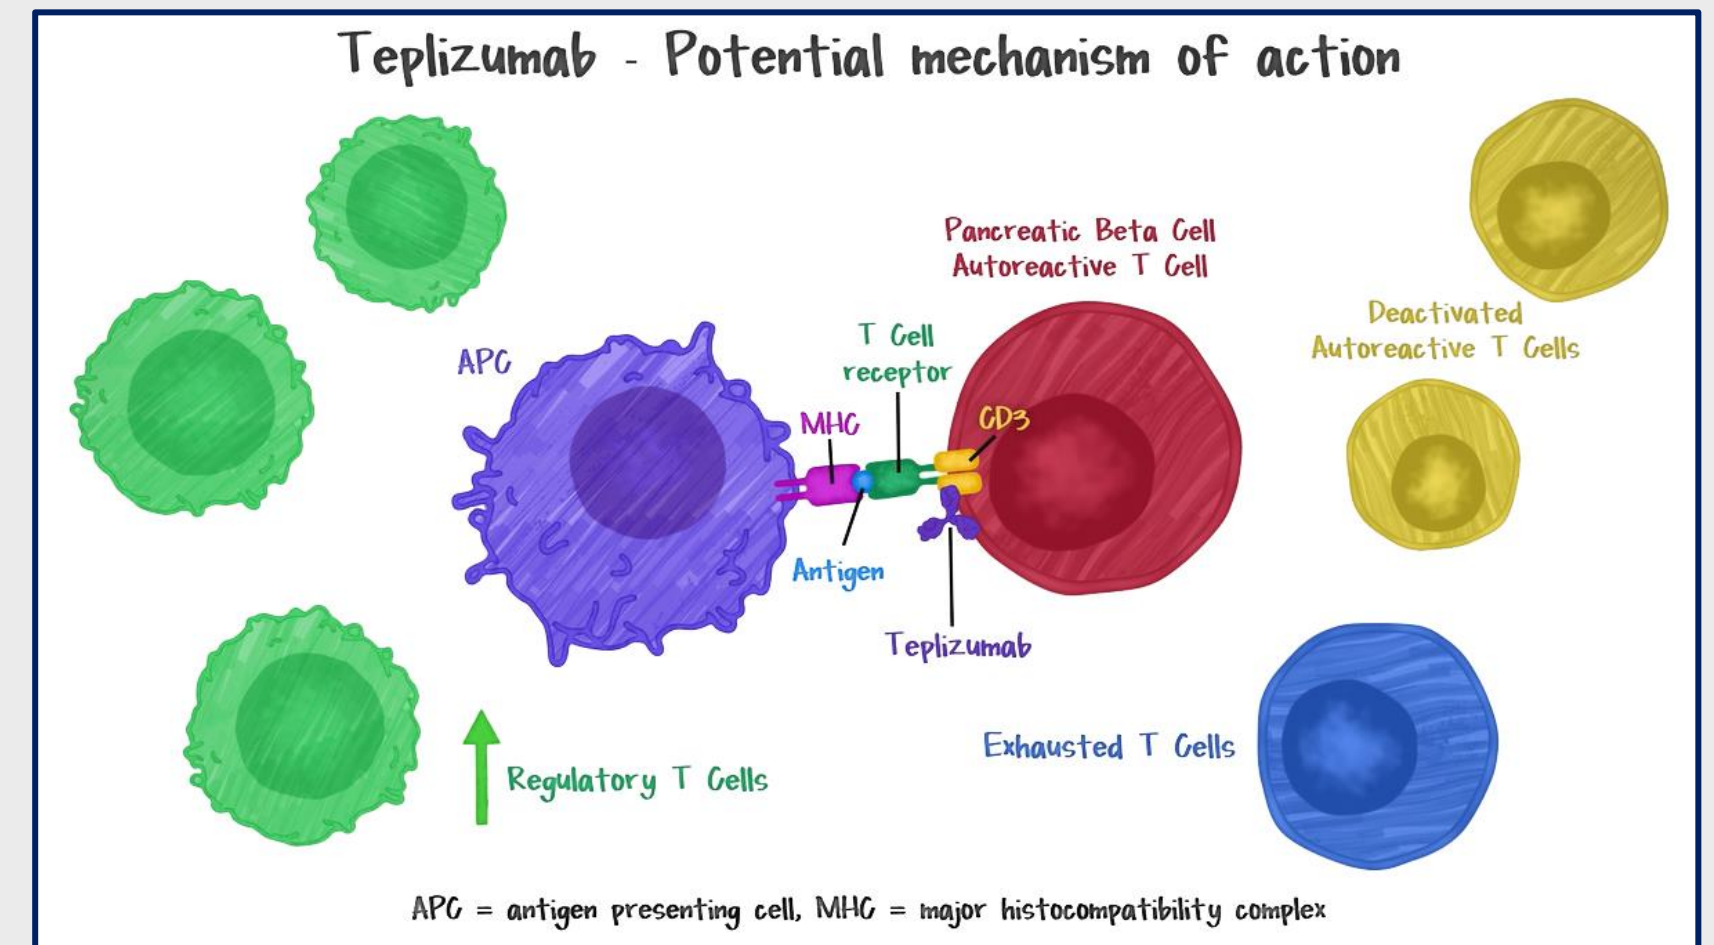 Teplizumab - Potential mechanism of action
Pancreatic Beta Cell
Autoreactive T Cell
Deactivated
Autoreactive T Cells
T Cell
receptor
APC
MHC
CD3
Antigen
Teplizumab
Exhausted T Cells
Regulatory T Cells
APC = antigen presenting cell, MHC = major histocompatibility complex